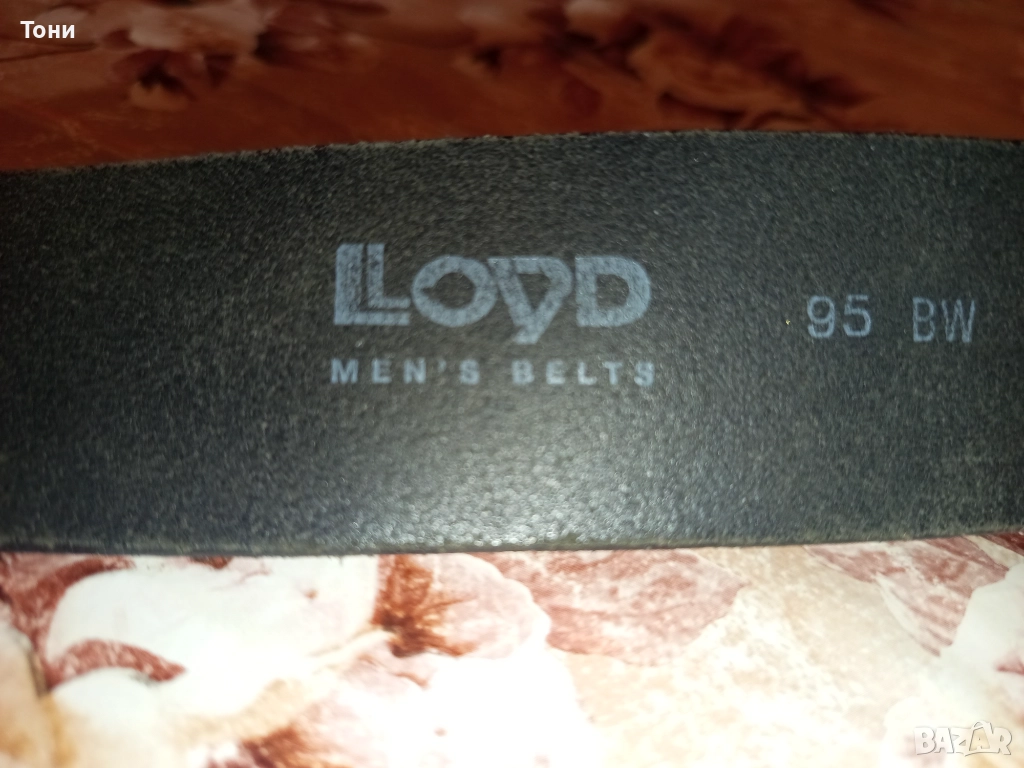 Тони
LLOYD
MEN'S BELTS
95 BW
BAZAR